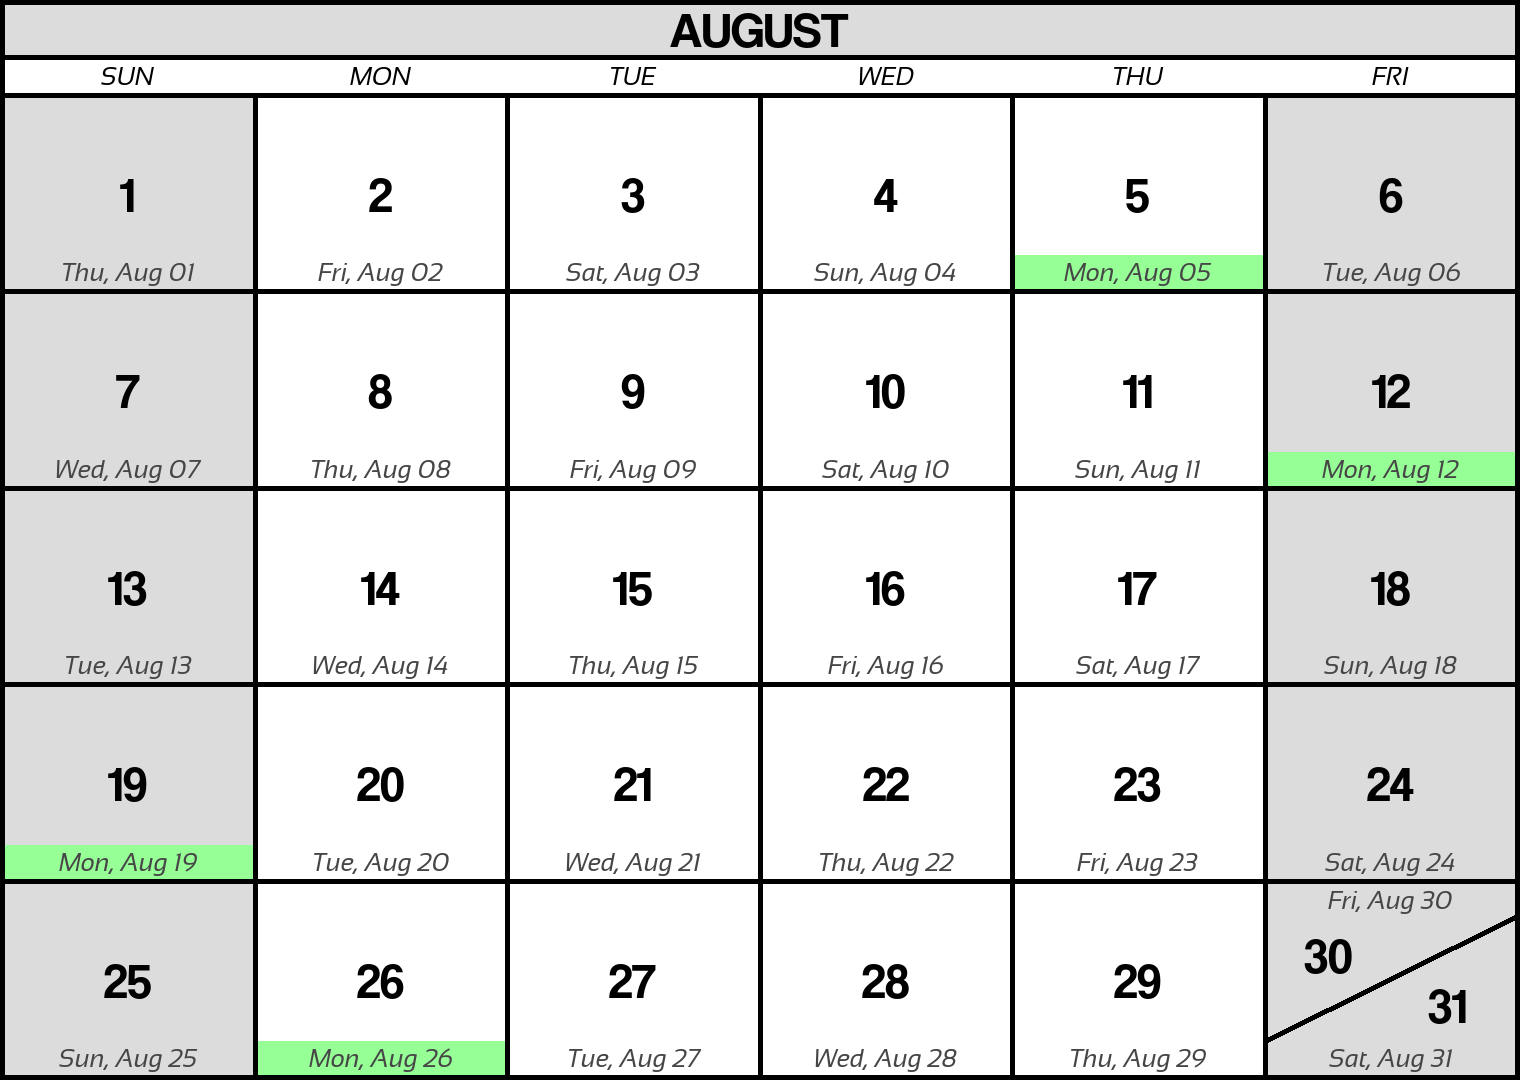 AUGUST
SUN MON TUE WED THU FRI
1 2 3 4 5 6
Thu, Aug 01 Fri, Aug 02 Sat, Aug 03 Sun, Aug 04 Mon, Aug 05 Tue, Aug 06
7 8 9 10 11 12
Wed, Aug 07 Thu, Aug 08 Fri, Aug 09 Sat, Aug 10 Sun, Aug 11 Mon, Aug 12
13 14 15 16 17 18
Tue, Aug 13 Wed, Aug 14 Thu, Aug 15 Fri, Aug 16 Sat, Aug 17 Sun, Aug 18
19 20 21 22 23 24
Mon, Aug 19 Tue, Aug 20 Wed, Aug 21 Thu, Aug 22 Fri, Aug 23 Sat, Aug 24
Fri, Aug 30
25 26 27 28 29 30 31
Sun, Aug 25 Mon, Aug 26 Tue, Aug 27 Wed, Aug 28 Thu, Aug 29 Sat, Aug 31